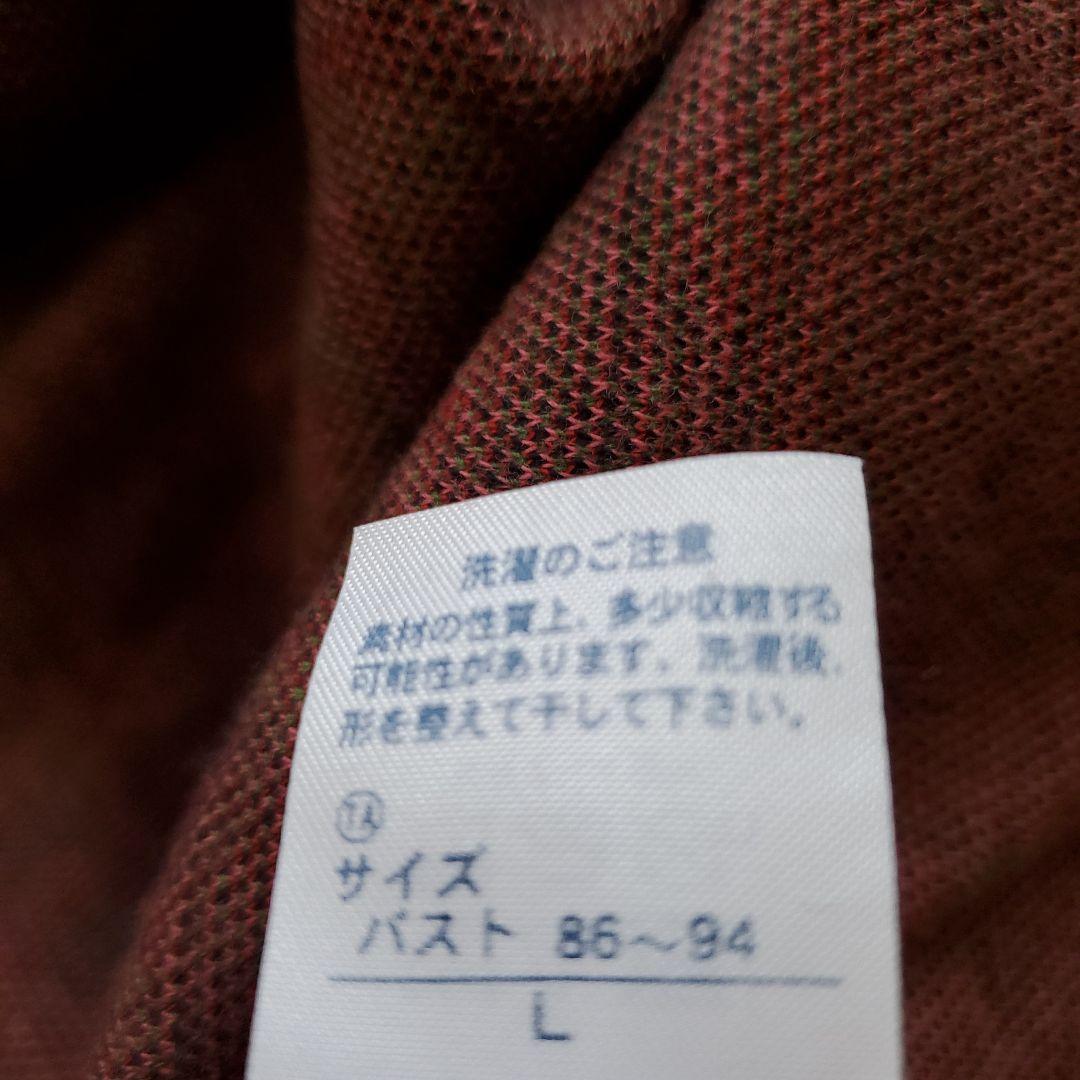 洗濯のご注意
素材の性質上、多少収縮する
可能性があります。洗濯後、
形を整えて干して下さい。
サイズ
バスト 86～94
L